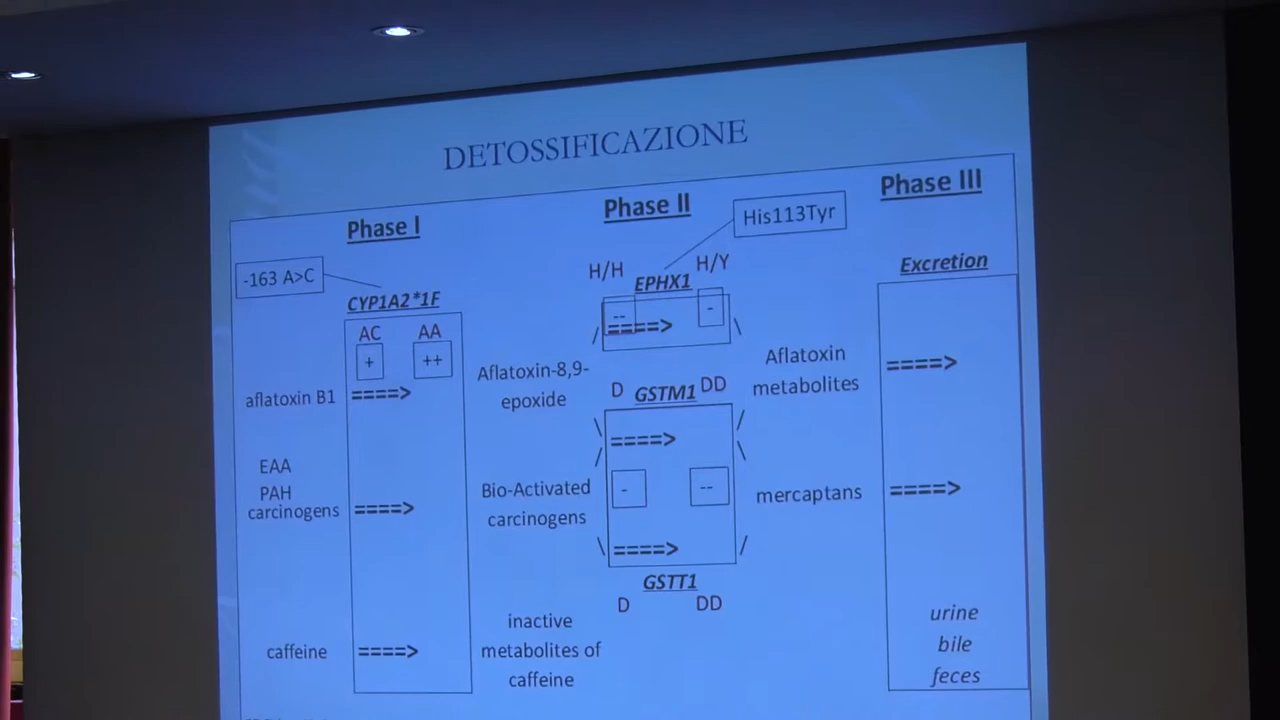 DETOSSIFICAZIONE
Phase I
Phase II
Phase III
His113Tyr
-163 A>C
CYP1A2*1F
H/H
EPHX1
H/Y
Excretion
AC
AA
+
++
--
-
/ ====> \
aflatoxin B1
====>
Aflatoxin-8,9-
epoxide
Aflatoxin
metabolites
====>
D
GSTM1
DD
\ ====> /
/ \
EAA
PAH
carcinogens
====>
Bio-Activated
carcinogens
-
--
mercaptans
====>
\ ====> /
GSTT1
D
DD
caffeine
====>
inactive
metabolites of
caffeine
urine
bile
feces